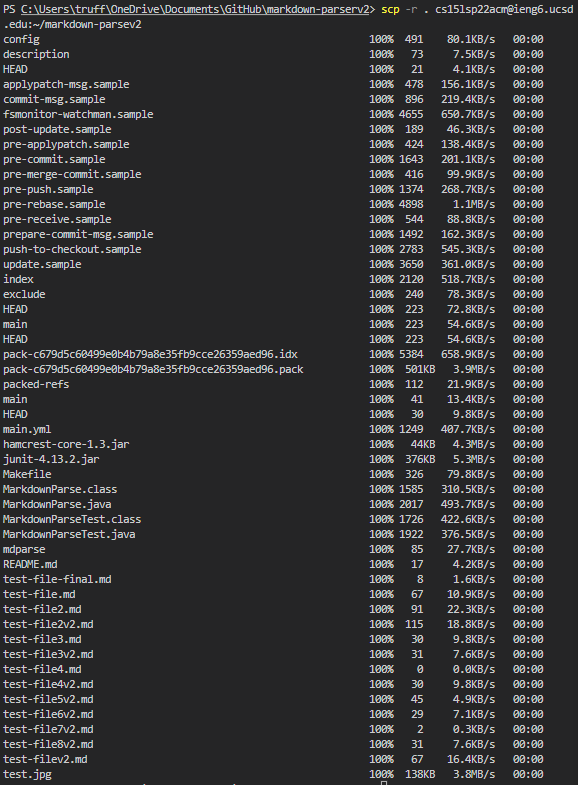 PS C:\Users\truff\OneDrive\Documents\GitHub\markdown-parserv2> scp -r . cs15lsp22acm@ieng6.ucsd
.edu:~/markdown-parsev2
config 100% 491 80.1KB/s 00:00
description 100% 73 7.5KB/s 00:00
HEAD 100% 21 4.1KB/s 00:00
applypatch-msg.sample 100% 478 156.1KB/s 00:00
commit-msg.sample 100% 896 219.4KB/s 00:00
fsmonitor-watchman.sample 100% 4655 650.7KB/s 00:00
post-update.sample 100% 189 46.3KB/s 00:00
pre-applypatch.sample 100% 424 138.4KB/s 00:00
pre-commit.sample 100% 1643 201.1KB/s 00:00
pre-merge-commit.sample 100% 416 99.9KB/s 00:00
pre-push.sample 100% 1374 268.7KB/s 00:00
pre-rebase.sample 100% 4898 1.1MB/s 00:00
pre-receive.sample 100% 544 88.8KB/s 00:00
prepare-commit-msg.sample 100% 1492 162.3KB/s 00:00
push-to-checkout.sample 100% 2783 545.3KB/s 00:00
update.sample 100% 3650 361.0KB/s 00:00
index 100% 2120 518.7KB/s 00:00
exclude 100% 240 78.3KB/s 00:00
HEAD 100% 223 72.8KB/s 00:00
main 100% 223 54.6KB/s 00:00
HEAD 100% 223 54.6KB/s 00:00
pack-c679d5c60499e0b4b79a8e35fb9cce26359aed96.idx 100% 5384 658.9KB/s 00:00
pack-c679d5c60499e0b4b79a8e35fb9cce26359aed96.pack 100% 501KB 3.9MB/s 00:00
packed-refs 100% 112 21.9KB/s 00:00
main 100% 41 13.4KB/s 00:00
HEAD 100% 30 9.8KB/s 00:00
main.yml 100% 1249 407.7KB/s 00:00
hamcrest-core-1.3.jar 100% 44KB 4.3MB/s 00:00
junit-4.13.2.jar 100% 376KB 5.3MB/s 00:00
Makefile 100% 326 79.8KB/s 00:00
MarkdownParse.class 100% 1585 310.5KB/s 00:00
MarkdownParse.java 100% 2017 493.7KB/s 00:00
MarkdownParseTest.class 100% 1726 422.6KB/s 00:00
MarkdownParseTest.java 100% 1922 376.5KB/s 00:00
mdparse 100% 85 27.7KB/s 00:00
README.md 100% 17 4.2KB/s 00:00
test-file-final.md 100% 8 1.6KB/s 00:00
test-file.md 100% 67 10.9KB/s 00:00
test-file2.md 100% 91 22.3KB/s 00:00
test-file2v2.md 100% 115 18.8KB/s 00:00
test-file3.md 100% 30 9.8KB/s 00:00
test-file3v2.md 100% 31 7.6KB/s 00:00
test-file4.md 100% 0 0.0KB/s 00:00
test-file4v2.md 100% 30 9.8KB/s 00:00
test-file5v2.md 100% 45 4.9KB/s 00:00
test-file6v2.md 100% 29 7.1KB/s 00:00
test-file7v2.md 100% 2 0.3KB/s 00:00
test-file8v2.md 100% 31 7.6KB/s 00:00
test-filev2.md 100% 67 16.4KB/s 00:00
test.jpg 100% 138KB 3.8MB/s 00:00